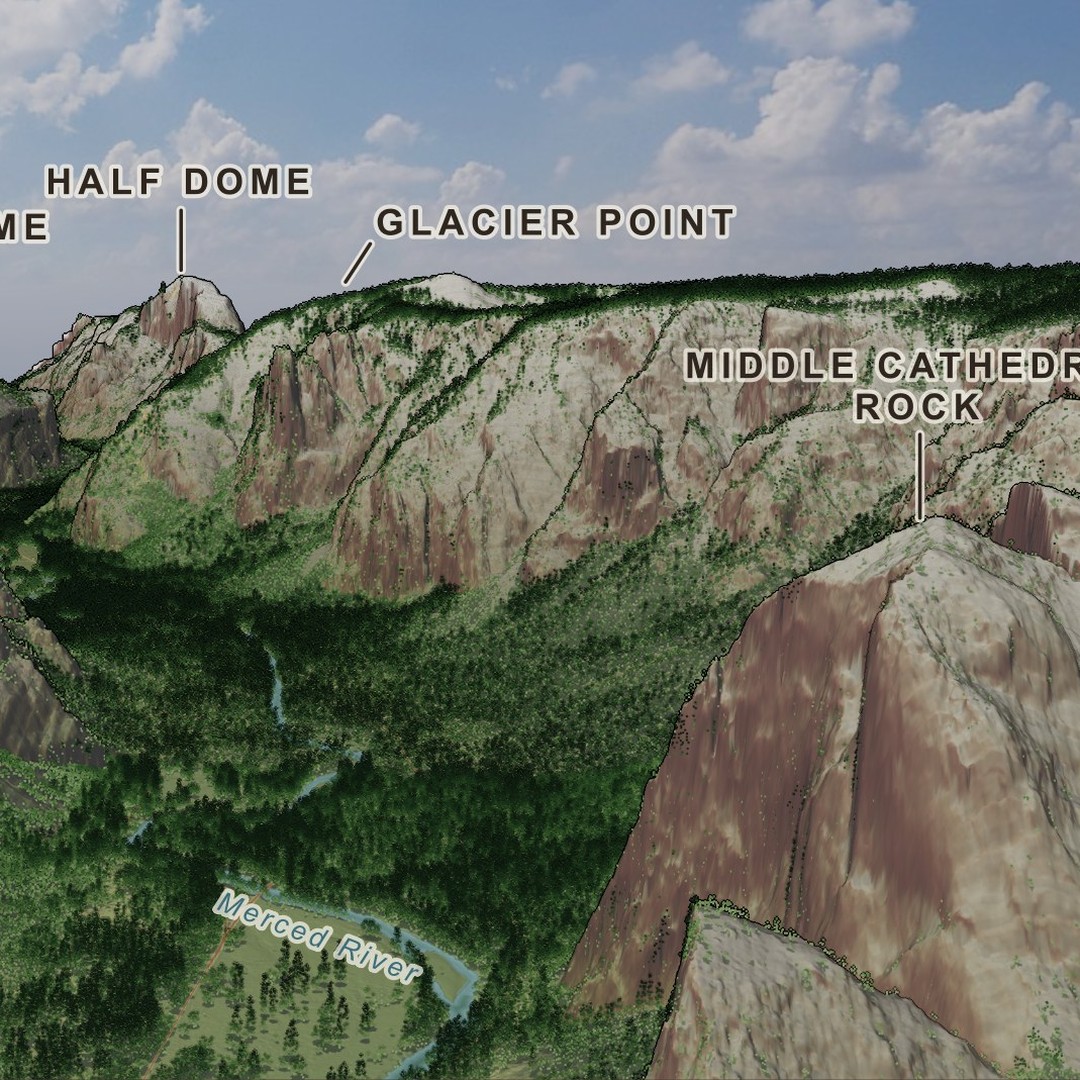 HALF DOME
ME
GLACIER POINT
MIDDLE CATHEDR
ROCK
Merced River